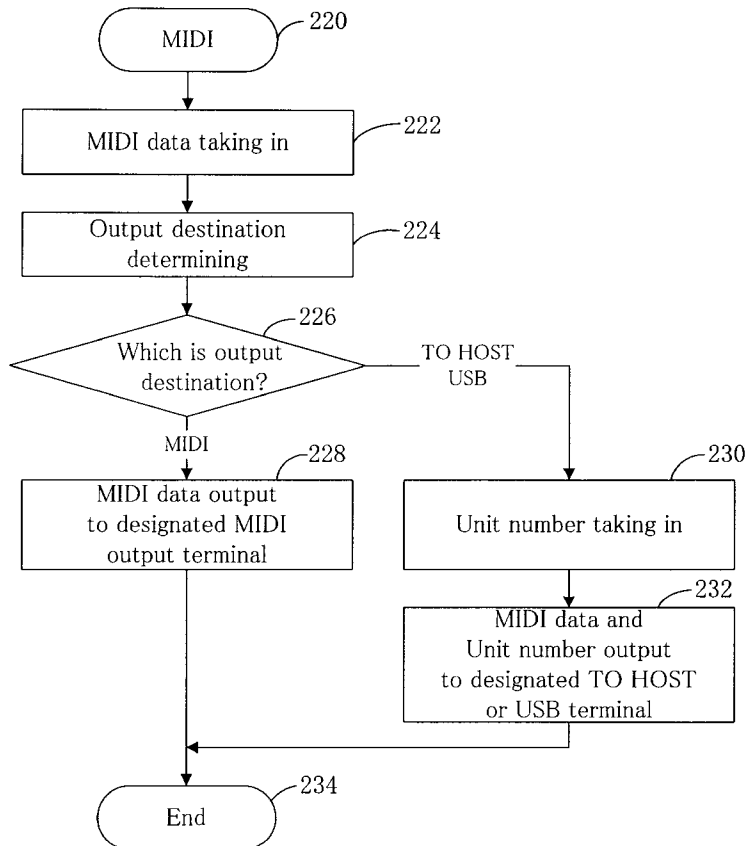 MIDI
220
MIDI data taking in
222
Output destination
determining
224
226
Which is output
destination?
TO HOST
USB
MIDI
228
MIDI data output
to designated MIDI
output terminal
230
Unit number taking in
232
MIDI data and
Unit number output
to designated TO HOST
or USB terminal
End
234